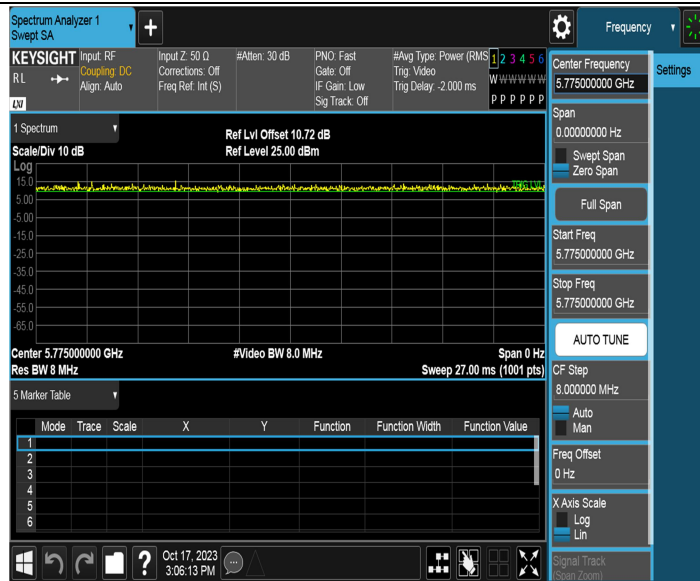 Spectrum Analyzer 1
Swept SA
Frequency
KEYSIGHT
RL
LXI
Input: RF
Coupling: DC
Align: Auto
Input Z: 50 Ω
Corrections: Off
Freq Ref: Int (S)
#Atten: 30 dB
PNO: Fast
Gate: Off
IF Gain: Low
Sig Track: Off
#Avg Type: Power (RMS
Trig: Video
Trig Delay: -2.000 ms
1 2 3 4 5 6
W W W W W W
P P P P P P
Center Frequency
5.775000000 GHz
Settings
Span
0.00000000 Hz
Swept Span
Zero Span
Full Span
Start Freq
5.775000000 GHz
Stop Freq
5.775000000 GHz
AUTO TUNE
CF Step
8.000000 MHz
Auto
Man
Freq Offset
0 Hz
X Axis Scale
Log
Lin
Signal Track
(Span Zoom)
1 Spectrum
Scale/Div 10 dB
Ref Lvl Offset 10.72 dB
Ref Level 25.00 dBm
Log
15.0
TRIG LVL
5.00
-5.00
-15.0
-25.0
-35.0
-45.0
-55.0
-65.0
Center 5.775000000 GHz
#Video BW 8.0 MHz
Span 0 Hz
Res BW 8 MHz
Sweep 27.00 ms (1001 pts)
5 Marker Table
Mode Trace Scale X Y Function Function Width Function Value
1
2
3
4
5
6
?
Oct 17, 2023
3:06:13 PM